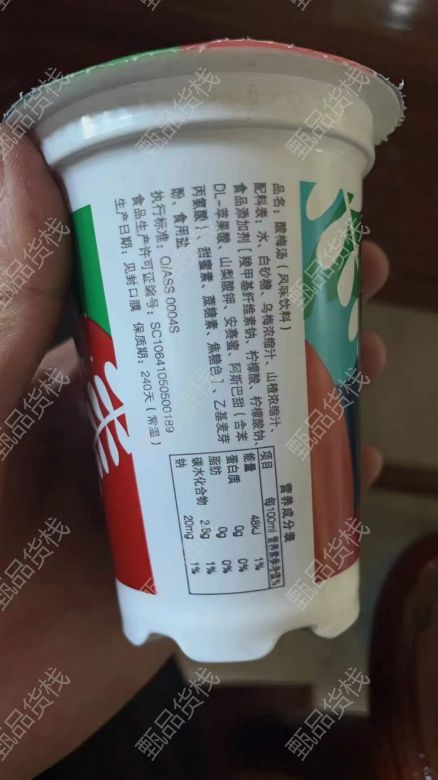 品名：酸梅汤（风味饮料）
配料表：水、白砂糖、乌梅浓缩汁、山楂浓缩汁、
食品添加剂【羧甲基纤维素钠、柠檬酸、柠檬酸钠、
DL-苹果酸、山梨酸钾、安赛蜜、阿斯巴甜（含苯
丙氨酸）、甜蜜素、蔗糖素、焦糖色】、乙基麦芽
酚、食用盐
执行标准：Q/ASS 0004S
食品生产许可证编号：SC10641050500189
生产日期：见封口膜 保质期：240天（常温）
营养成分表
项目 每100ml 营养素参考值%
能量 48kJ 1%
蛋白质 0g 0%
脂肪 0g 0%
碳水化合物 2.8g 1%
钠 20mg 1%
甄品货栈